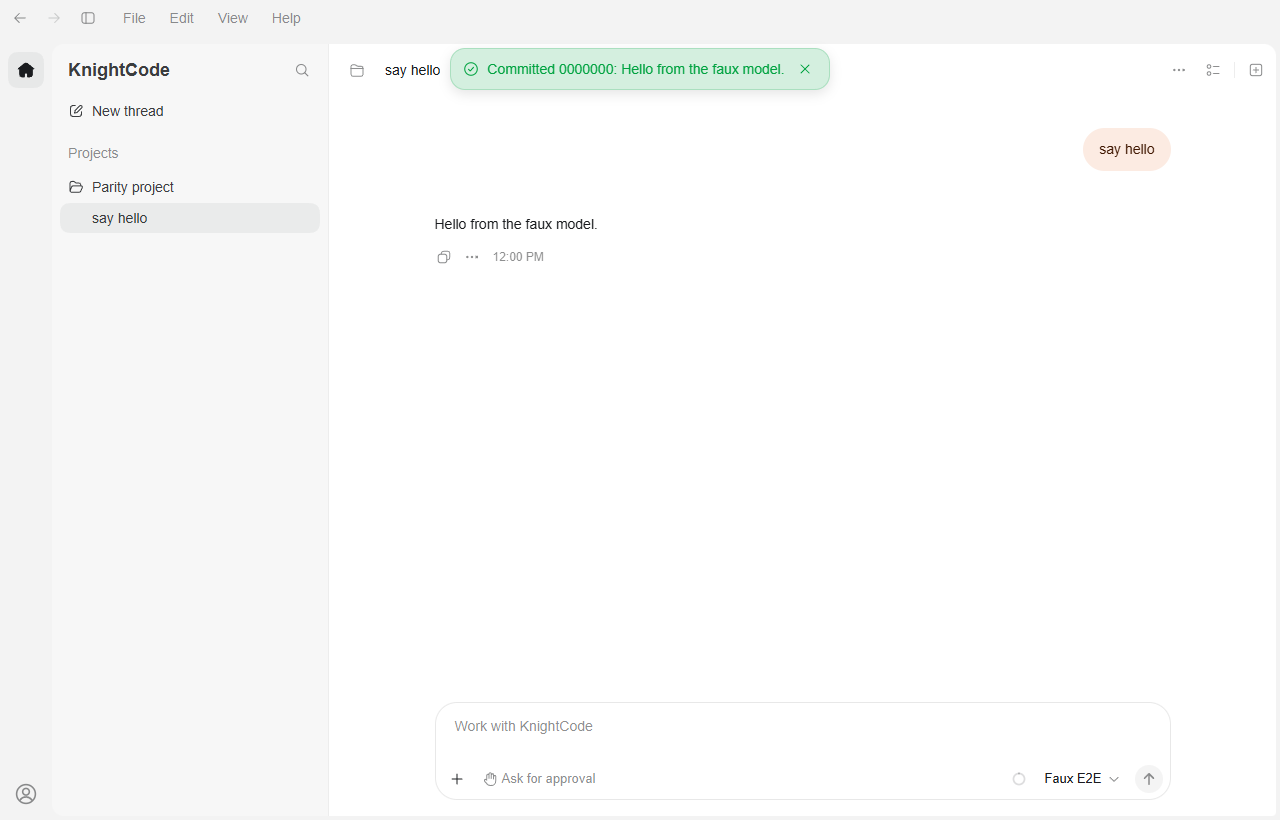 File Edit View Help
KnightCode
New thread
Projects
Parity project
say hello
say hello
Committed 0000000: Hello from the faux model.
say hello
Hello from the faux model.
12:00 PM
Work with KnightCode
Ask for approval
Faux E2E